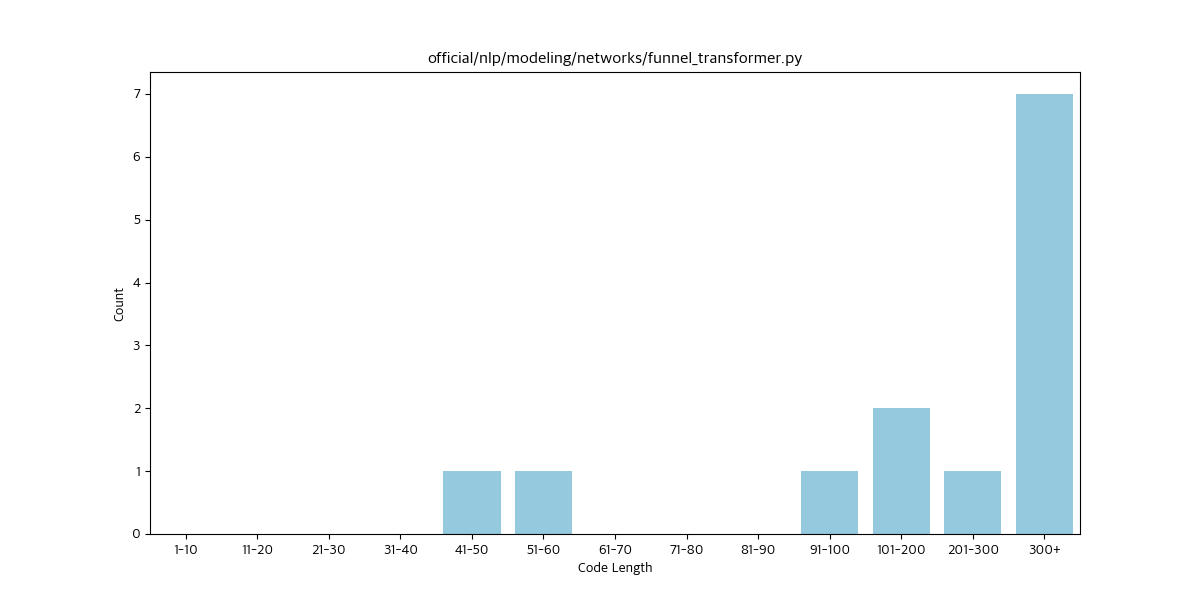 official/nlp/modeling/networks/funnel_transformer.py
7
6
5
4
3
2
1
0
Count
1-10 11-20 21-30 31-40 41-50 51-60 61-70 71-80 81-90 91-100 101-200 201-300 300+
Code Length